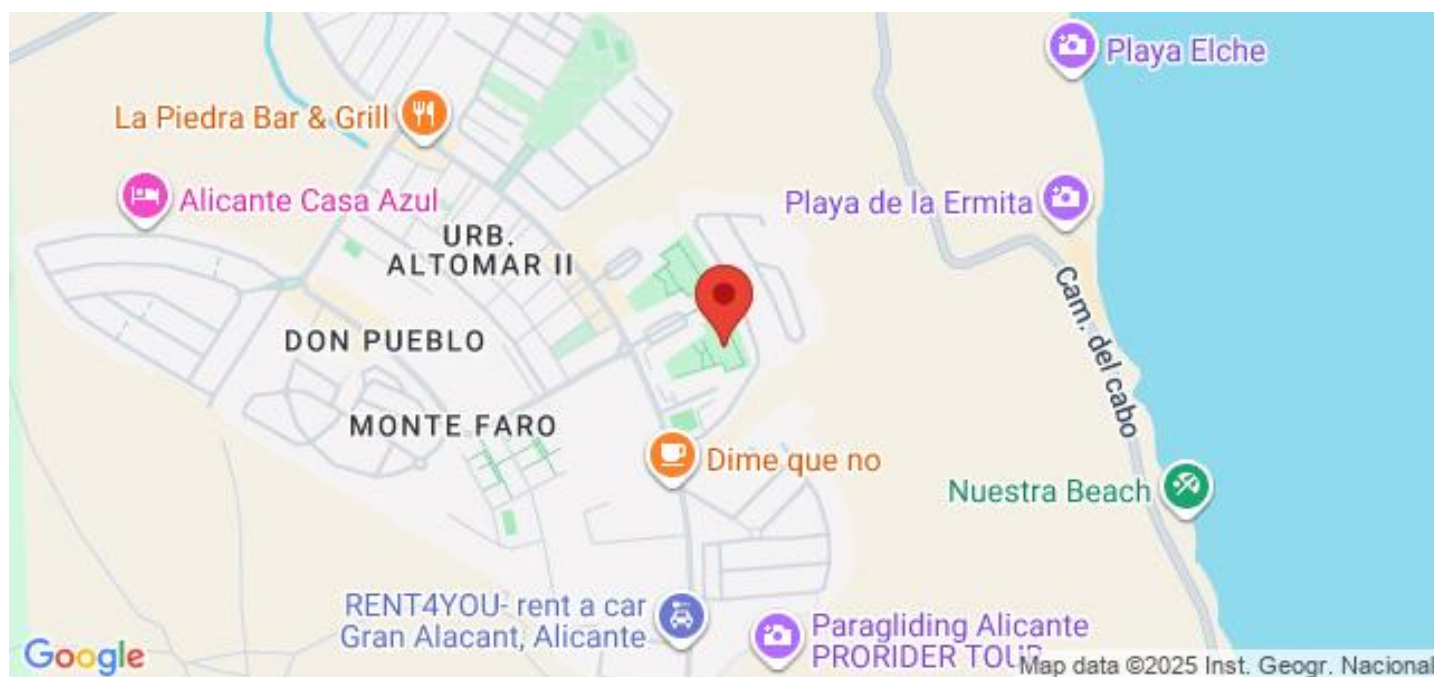 Playa Elche
La Piedra Bar & Grill
Alicante Casa Azul
Playa de la Ermita
URB.
ALTOMAR II
Cam. del cabo
DON PUEBLO
MONTE FARO
Dime que no
Nuestra Beach
RENT4YOU- rent a car
Gran Alacant, Alicante
Paragliding Alicante
PRORIDER TOUR
Google
Map data ©2025 Inst. Geogr. Nacional